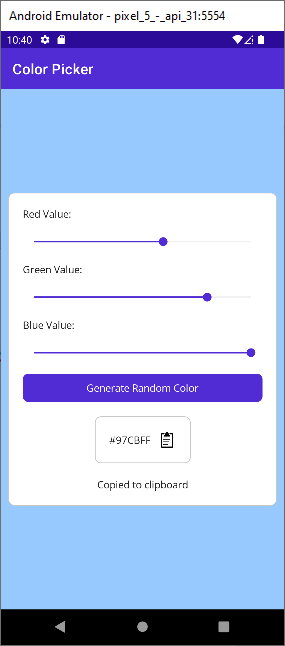 Android Emulator - pixel_5_-_api_31:5554
10:40
Color Picker
Red Value:
Green Value:
Blue Value:
Generate Random Color
#97CBFF
Copied to clipboard